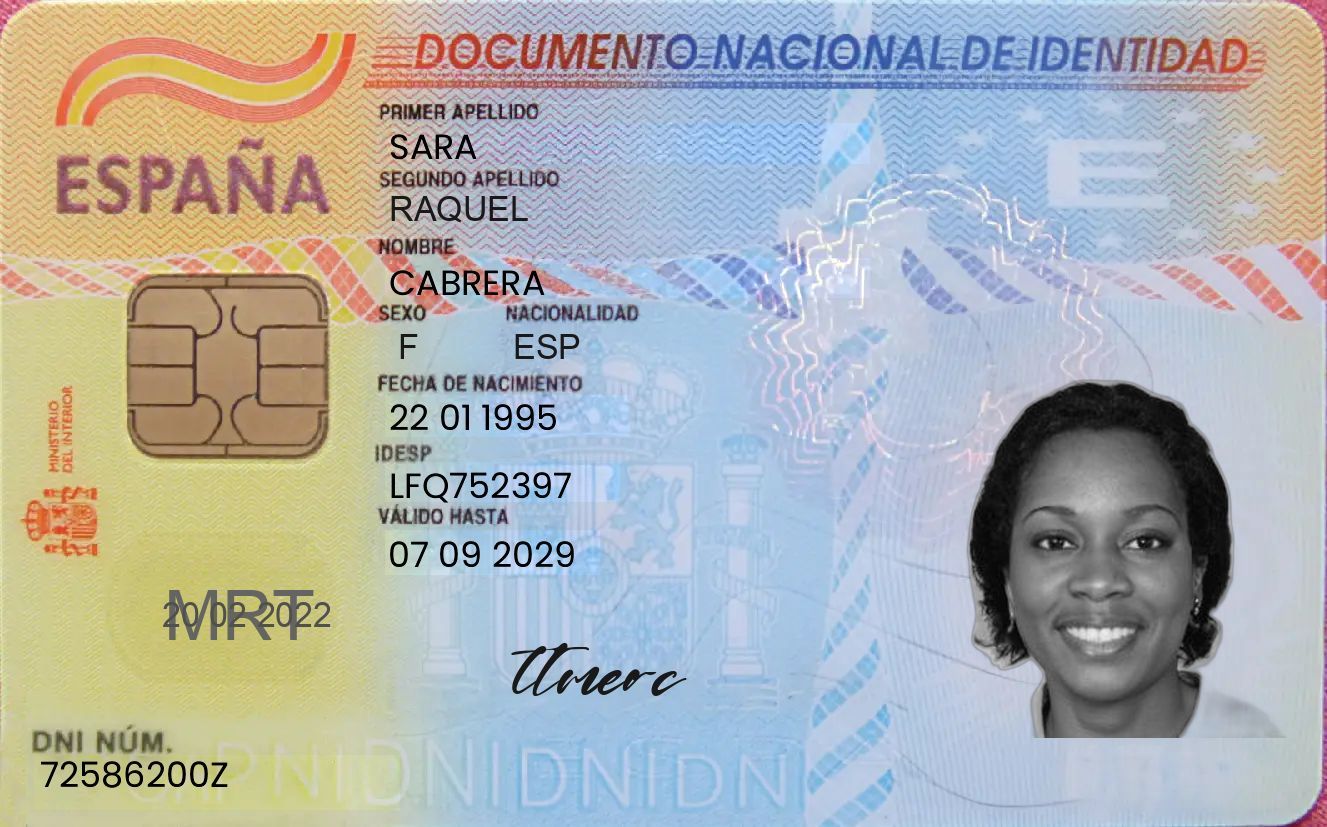 DOCUMENTO NACIONAL DE IDENTIDAD
ESPAÑA
PRIMER APELLIDO
SARA
SEGUNDO APELLIDO
RAQUEL
NOMBRE
CABRERA
SEXO NACIONALIDAD
F ESP
FECHA DE NACIMIENTO
22 01 1995
IDESP
LFQ752397
VÁLIDO HASTA
07 09 2029
MINISTERIO
DEL INTERIOR
E
MRT
20 02 2022
DNI NÚM.
72586200Z
DNIDNIDNIDN